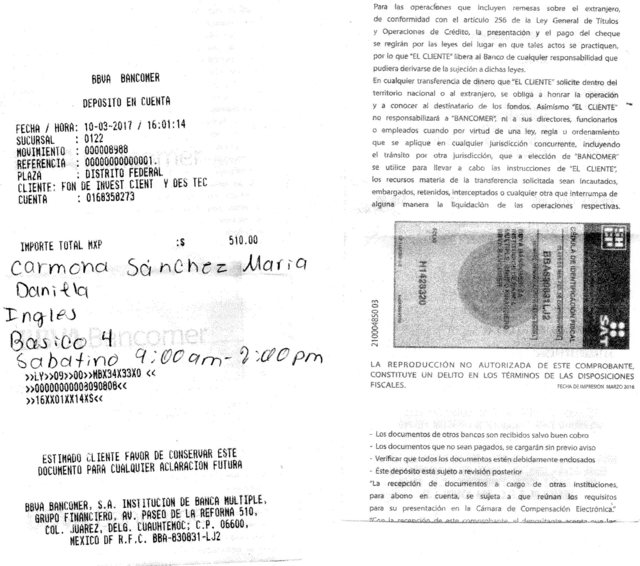 BBVA BANCOMER
DEPOSITO EN CUENTA
FECHA / HORA: 10-03-2017 / 16:01:14
SUCURSAL : 0122
MOVIMIENTO : 000008988
REFERENCIA : 00000000000001.
PLAZA : DISTRITO FEDERAL
CLIENTE: FON DE INVEST CIENT Y DES TEC
CUENTA : 0168358273
IMPORTE TOTAL MXP :$ 510.00
Carmona Sánchez Maria
Danitla
Ingles
Basico 4
Sabatino 9:00am-2:00pm
>>LY>>09>>00>>MBX34X33X0 <<
>>00000000008090808<<
>>16XX01XX14XS<<
ESTIMADO CLIENTE FAVOR DE CONSERVAR ESTE
DOCUMENTO PARA CUALQUIER ACLARACION FUTURA
BBVA BANCOMER, S.A. INSTITUCION DE BANCA MULTIPLE,
GRUPO FINANCIERO, AV. PASEO DE LA REFORMA 510,
COL. JUAREZ, DELG. CUAUHTEMOC; C.P. 06600,
MEXICO DF R.F.C. BBA-830831-LJ2
Para las operaciones que incluyen remesas sobre el extranjero,
de conformidad con el artículo 256 de la Ley General de Títulos
y Operaciones de Crédito, la presentación y el pago del cheque
se regirán por las leyes del lugar en que tales actos se practiquen,
por lo que "EL CLIENTE" libera al Banco de cualquier responsabilidad que
pudiera derivarse de la sujeción a dichas leyes.
En cualquier transferencia de dinero que "EL CLIENTE" solicite dentro del
territorio nacional o al extranjero, se obliga a honrar la operación
y a conocer al destinatario de los fondos. Asimismo "EL CLIENTE"
no responsabilizará a "BANCOMER", ni a sus directores, funcionarios
o empleados cuando por virtud de una ley, regla u ordenamiento
que se aplique en cualquier jurisdicción concurrente, incluyendo
el tránsito por otra jurisdicción, que a elección de "BANCOMER"
se utilice para llevar a cabo las instrucciones de "EL CLIENTE",
los recursos materia de la transferencia solicitada sean incautados,
embargados, retenidos, interceptados o cualquier otra que interrumpa de
alguna manera la liquidación de las operaciones respectivas.
CÉDULA DE IDENTIFICACIÓN FISCAL
BBA830831LJ2
H1429320
SAT
210004850 03
LA REPRODUCCIÓN NO AUTORIZADA DE ESTE COMPROBANTE,
CONSTITUYE UN DELITO EN LOS TÉRMINOS DE LAS DISPOSICIONES
FISCALES. FECHA DE IMPRESIÓN MARZO 2016
- Los documentos de otros bancos son recibidos salvo buen cobro
- Los documentos que no sean pagados, se cargarán sin previo aviso
- Verificar que todos los documentos estén debidamente endosados
- Éste depósito está sujeto a revisión posterior
"La recepción de documentos a cargo de otras instituciones,
para abono en cuenta, se sujeta a que reúnan los requisitos
para su presentación en la Cámara de Compensación Electrónica."
"Con la recepción de este comprobante, el depositante acepta que las